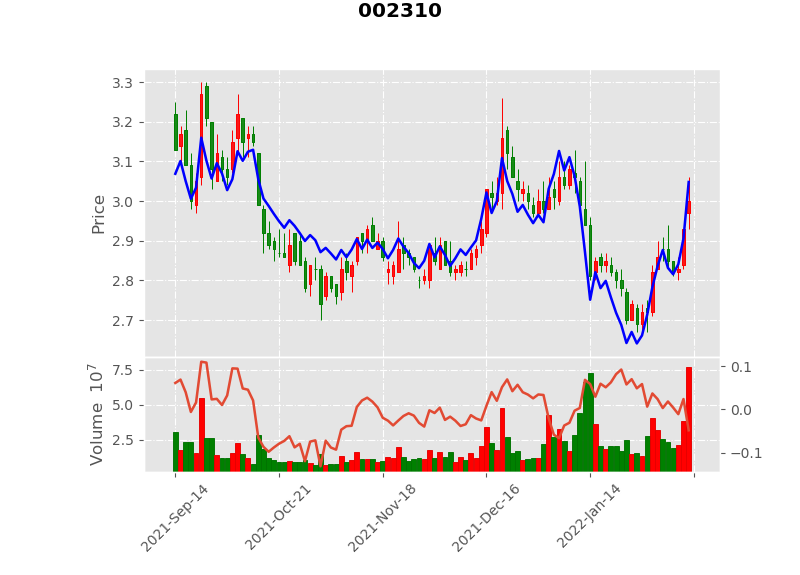 002310
3.3
3.2
3.1
3.0
2.9
2.8
2.7
Price
7.5
5.0
2.5
Volume 10^7
0.1
0.0
−0.1
2021-Sep-14
2021-Oct-21
2021-Nov-18
2021-Dec-16
2022-Jan-14